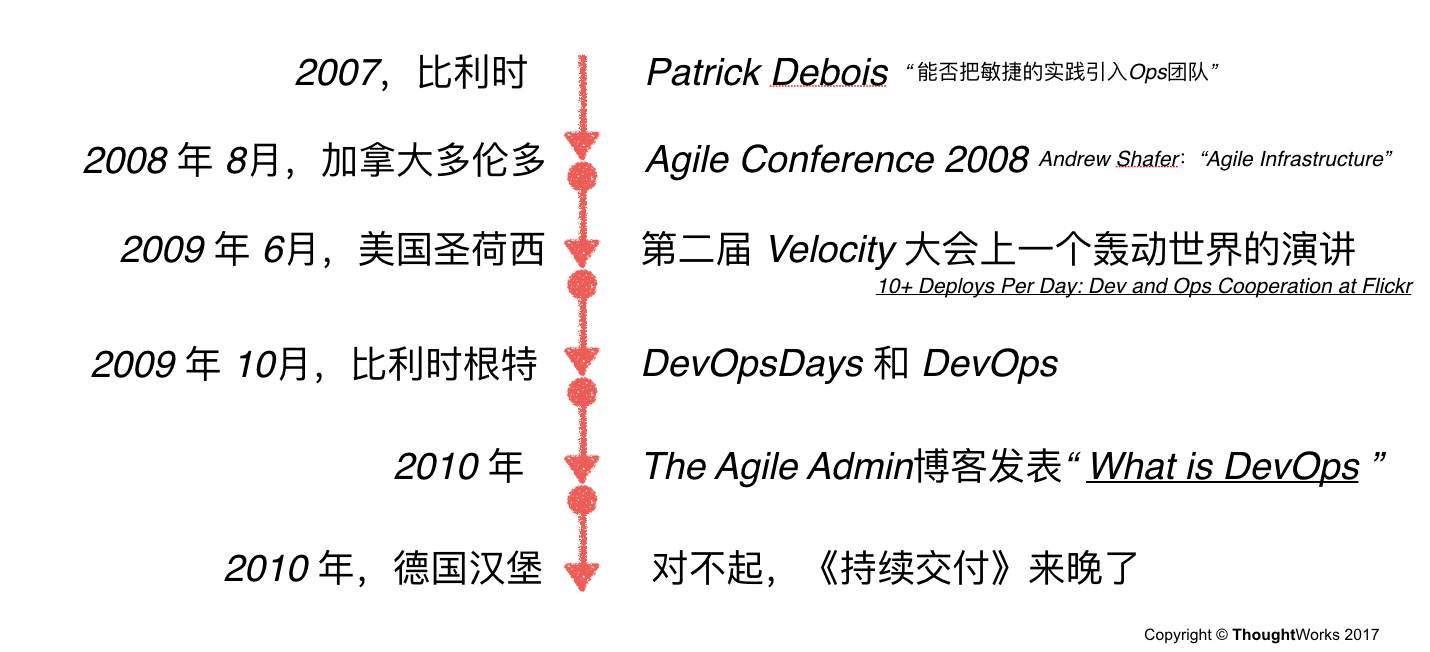 2007，比利时
Patrick Debois “能否把敏捷的实践引入Ops团队”
2008 年 8月，加拿大多伦多
Agile Conference 2008 Andrew Shafer：“Agile Infrastructure”
2009 年 6月，美国圣荷西
第二届 Velocity 大会上一个轰动世界的演讲
10+ Deploys Per Day: Dev and Ops Cooperation at Flickr
2009 年 10月，比利时根特
DevOpsDays 和 DevOps
2010 年
The Agile Admin博客发表“ What is DevOps ”
2010 年，德国汉堡
对不起，《持续交付》来晚了
Copyright © ThoughtWorks 2017